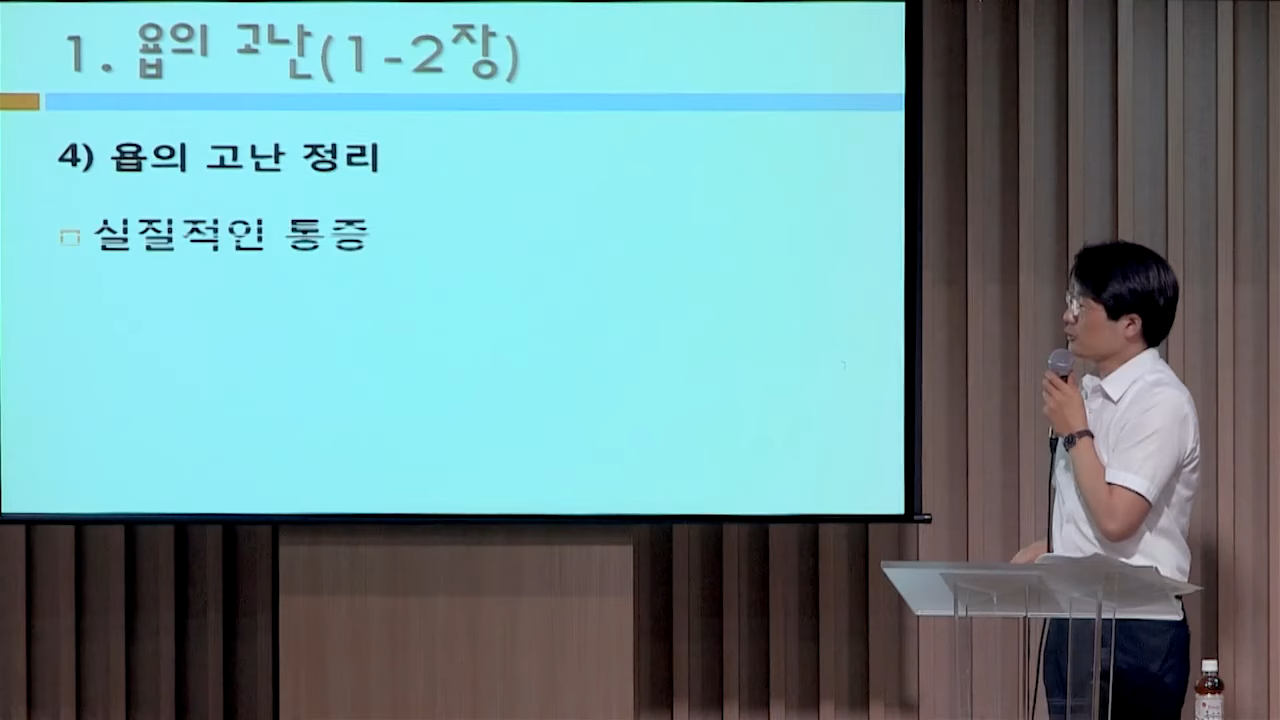 1. 욥의 고난(1-2장)
4) 욥의 고난 정리
실질적인 통증